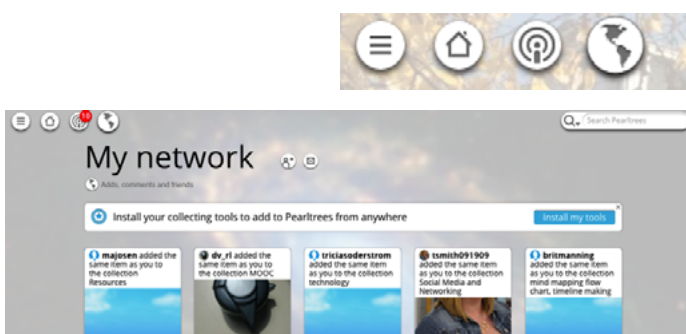 10
Search Pearltrees
My network
Adds, comments and friends
Install your collecting tools to add to Pearltrees from anywhere
Install my tools
majosen added the
same item as you to
the collection
Resources
dv_rl added the
same item as you to
the collection MOOC
triciasoderstrom
added the same item
as you to the collection
technology
tsmith091909
added the same item
as you to the collection
Social Media and
Networking
britmanning
added the same item
as you to the collection
mind mapping flow
chart, timeline making